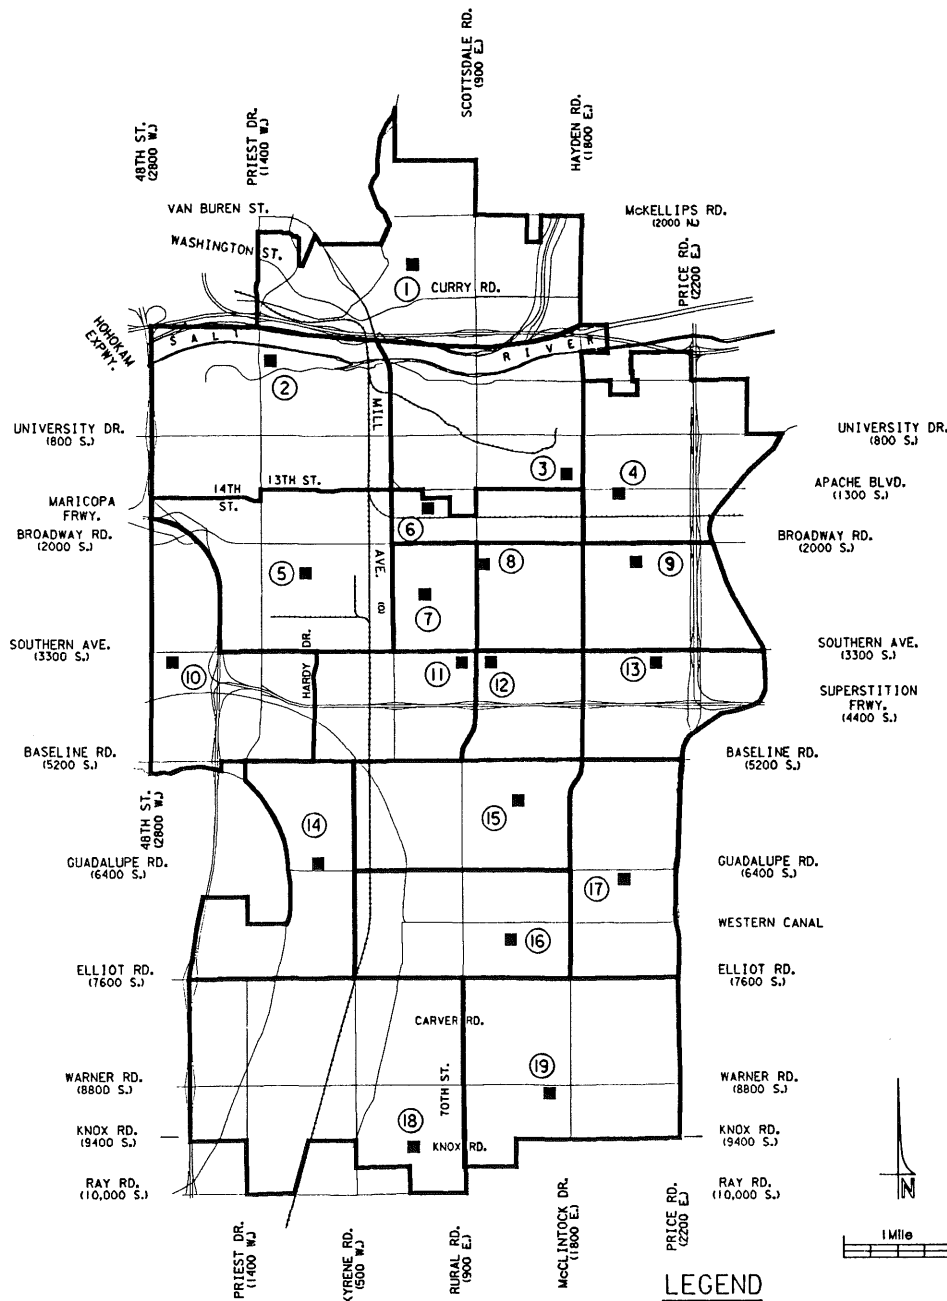 SCOTTSDALE RD.
(900 E.)
48TH ST.
(2800 W.)
PRIEST DR.
(1400 W.)
HAYDEN RD.
(1800 E.)
VAN BUREN ST.
McKELLIPS RD.
(2000 N.)
WASHINGTON ST.
PRICE RD.
(2200 E.)
1
CURRY RD.
HOHOKAM
EXPWY.
SALT
RIVER
2
MILL
UNIVERSITY DR.
(800 S.)
UNIVERSITY DR.
(800 S.)
3
4
13TH ST.
14TH
ST.
APACHE BLVD.
(1300 S.)
MARICOPA
FRWY.
6
BROADWAY RD.
(2000 S.)
BROADWAY RD.
(2000 S.)
5
AVE.
(0)
8
9
7
SOUTHERN AVE.
(3300 S.)
HARDY DR.
SOUTHERN AVE.
(3300 S.)
10
11
12
13
SUPERSTITION
FRWY.
(4400 S.)
BASELINE RD.
(5200 S.)
BASELINE RD.
(5200 S.)
48TH ST.
(2800 W.)
14
15
GUADALUPE RD.
(6400 S.)
GUADALUPE RD.
(6400 S.)
17
WESTERN CANAL
16
ELLIOT RD.
(7600 S.)
ELLIOT RD.
(7600 S.)
CARVER RD.
70TH ST.
19
WARNER RD.
(8800 S.)
WARNER RD.
(8800 S.)
18
KNOX RD.
(9400 S.)
KNOX RD.
KNOX RD.
(9400 S.)
RAY RD.
(10,000 S.)
RAY RD.
(10,000 S.)
N
PRIEST DR.
(1400 W.)
KYRENE RD.
(500 W.)
RURAL RD.
(900 E.)
McCLINTOCK DR.
(1800 E.)
PRICE RD.
(2200 E.)
1 Mile
LEGEND